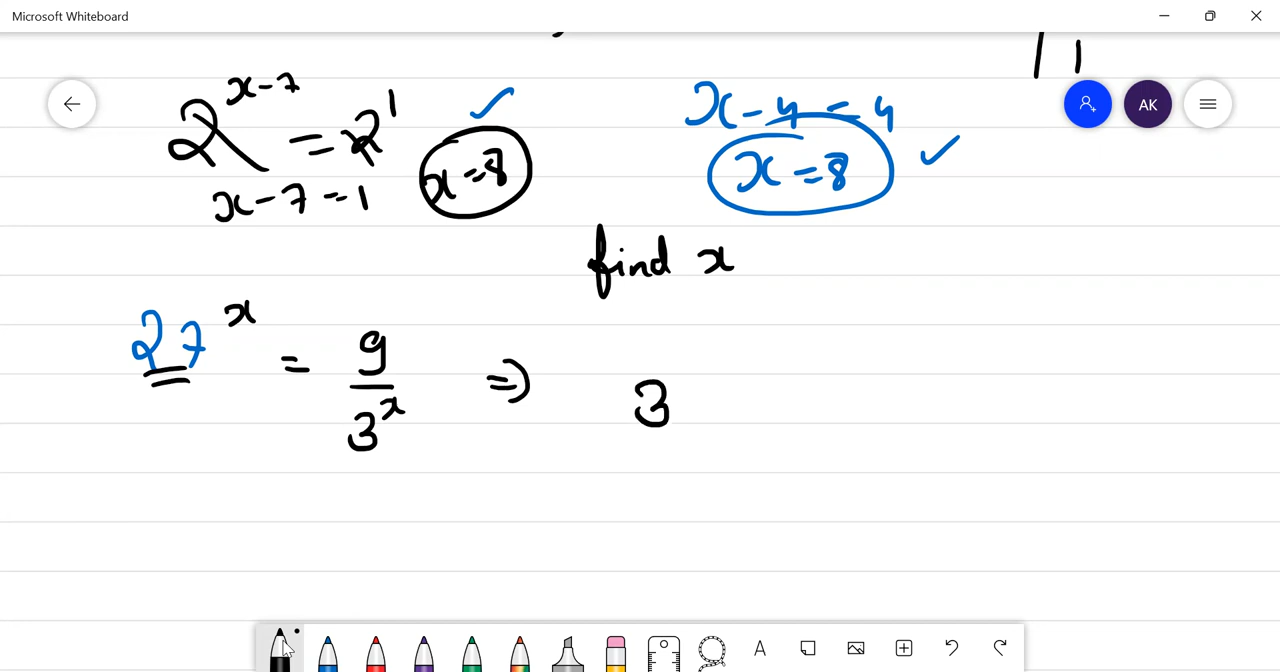 Microsoft Whiteboard
2^{x-7} = 2^1 ✓
x-4=4
AK
x-7=1 x=8
x=8 ✓
find x
27^x = 9/3^x ⇒ 3
A